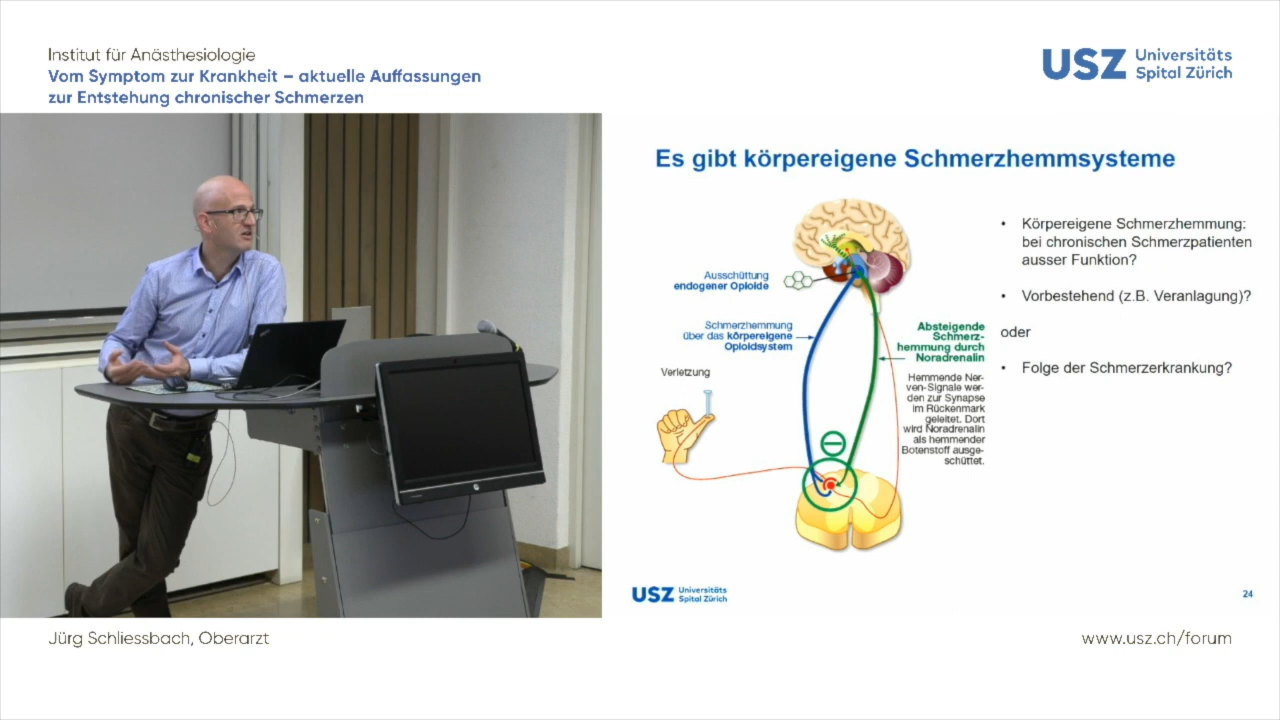 Institut für Anästhesiologie
Vom Symptom zur Krankheit – aktuelle Auffassungen
zur Entstehung chronischer Schmerzen
USZ Universitäts
Spital Zürich
Es gibt körpereigene Schmerzhemmsysteme
Ausschüttung
endogener Opioide
Schmerzhemmung
über das körpereigene
Opioidsystem
Verletzung
Absteigende
Schmerz-
hemmung durch
Noradrenalin
Hemmende Ner-
ven-Signale wer-
den zur Synapse
im Rückenmark
geleitet. Dort
wird Noradrenalin
als hemmender
Botenstoff ausge-
schüttet.
• Körpereigene Schmerzhemmung:
bei chronischen Schmerzpatienten
ausser Funktion?
• Vorbestehend (z.B. Veranlagung)?
oder
• Folge der Schmerzerkrankung?
USZ Universitäts
Spital Zürich
24
Jürg Schliessbach, Oberarzt
www.usz.ch/forum